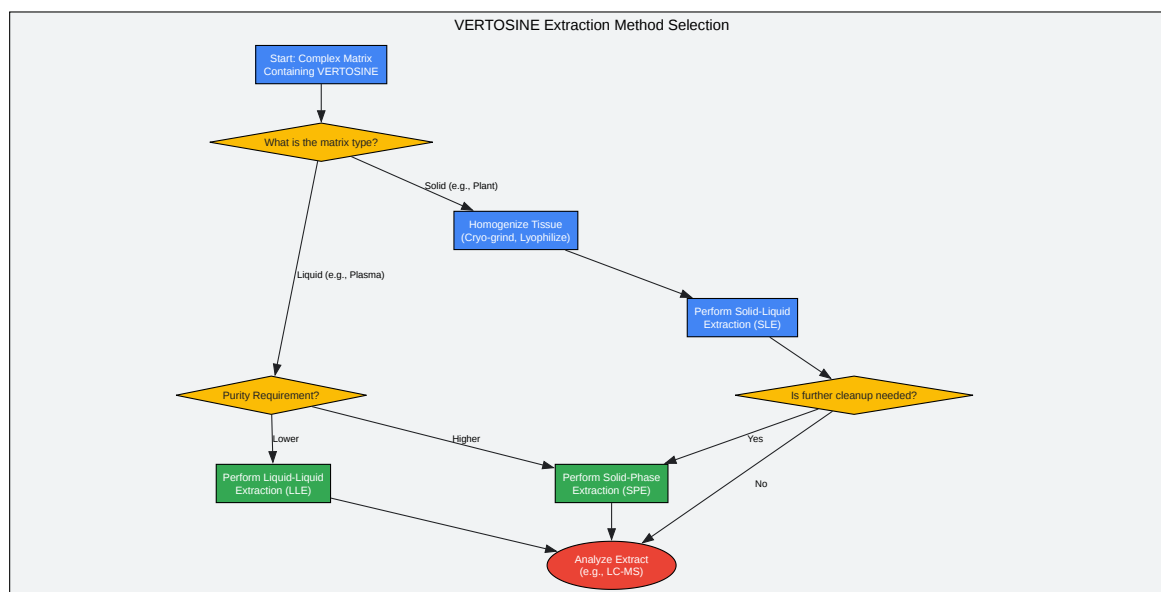 VERTOSINE Extraction Method Selection
Start: Complex Matrix
Containing VERTOSINE
What is the matrix type?
Solid (e.g., Plant)
Homogenize Tissue
(Cryo-grind, Lyophilize)
Liquid (e.g., Plasma)
Perform Solid-Liquid
Extraction (SLE)
Purity Requirement?
Is further cleanup needed?
Lower
Higher
Yes
Perform Liquid-Liquid
Extraction (LLE)
Perform Solid-Phase
Extraction (SPE)
No
Analyze Extract
(e.g., LC-MS)